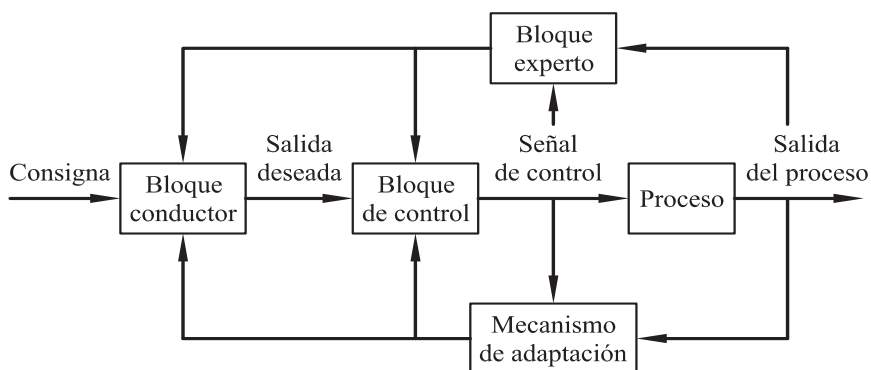 Bloque
experto
Consigna
Bloque
conductor
Salida
deseada
Bloque
de control
Señal
de control
Proceso
Salida
del proceso
Mecanismo
de adaptación